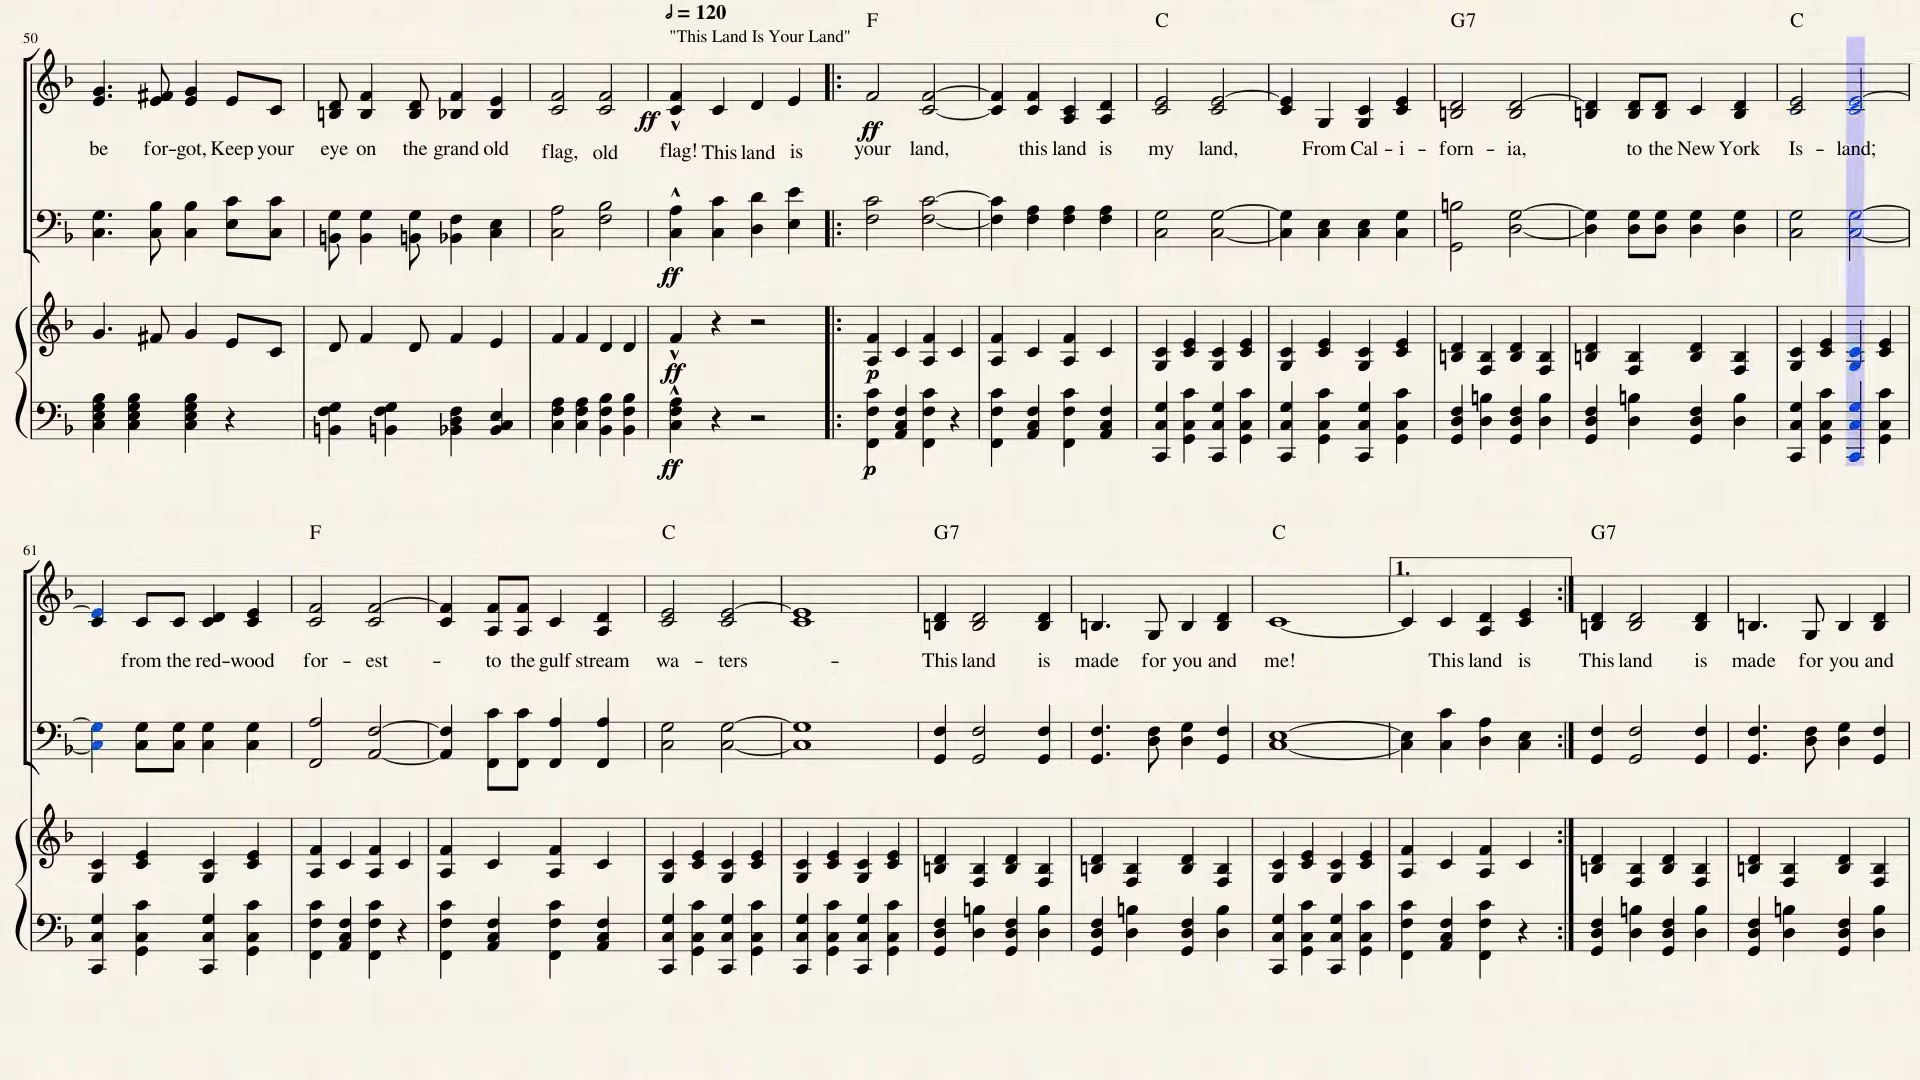 𝅗𝅥 = 120
50 "This Land Is Your Land" F C G7 C
ff ff
be for-got, Keep your eye on the grand old flag, old flag! This land is your land, this land is my land, From Cal - i - forn - ia, to the New York Is - land;
ff
ff p
ff p
61 F C G7 C 1. G7
from the red-wood for - est - to the gulf stream wa - ters - This land is made for you and me! This land is This land is made for you and